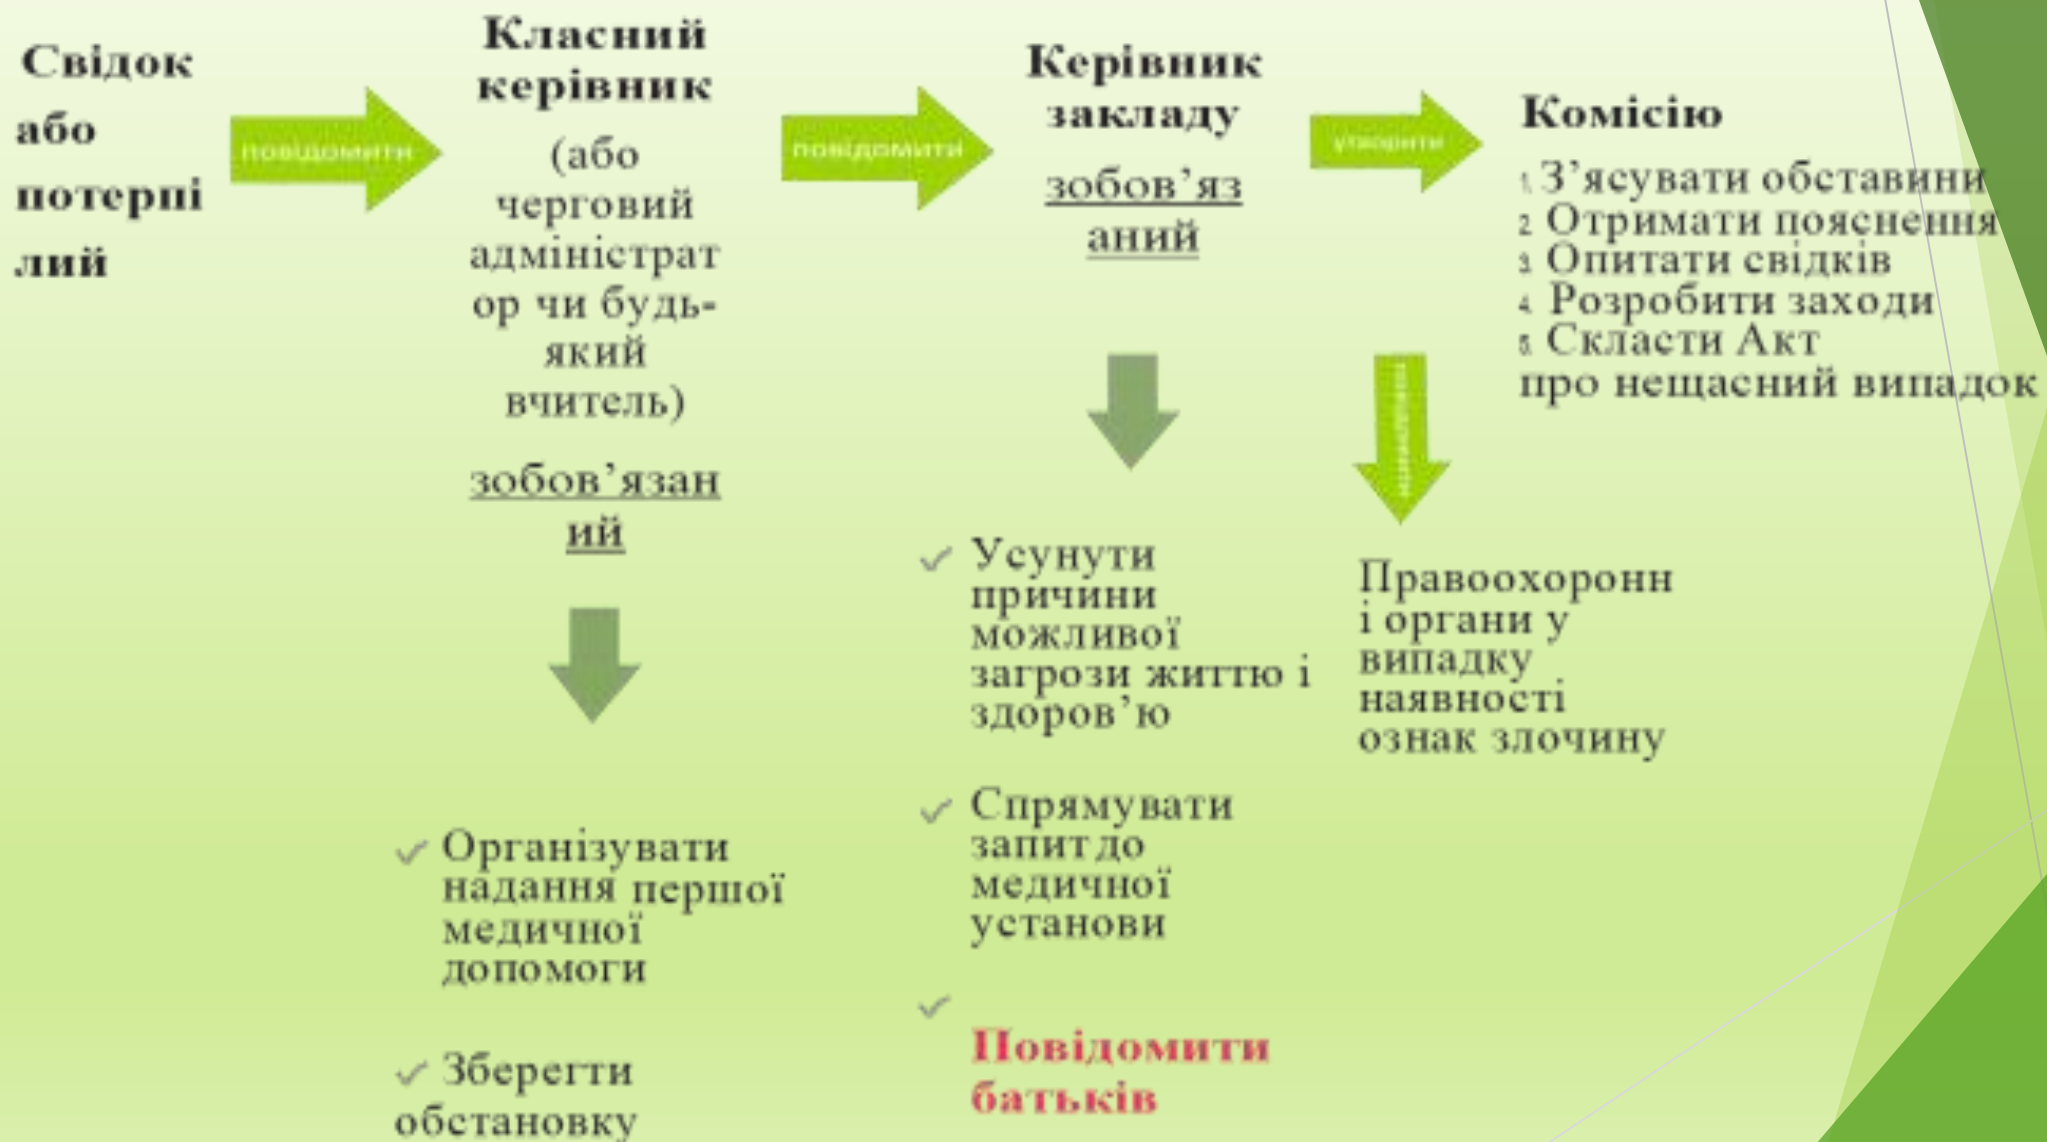 Свідок
або
потерпі
лий
повідомити
Класний
керівник
(або
черговий
адміністрат
ор чи будь-
який
вчитель)
зобов’язан
ий
Організувати
надання першої
медичної
допомоги
Зберегти
обстановку
повідомити
Керівник
закладу
зобов’яз
аний
Усунути
причини
можливої
загрози життю і
здоров’ю
Спрямувати
запит до
медичної
установи
Повідомити
батьків
утворити
Комісію
1. З’ясувати обставини
2. Отримати пояснення
3. Опитати свідків
4. Розробити заходи
5. Скласти Акт
про нещасний випадок
повідомити
Правоохоронн
і органи у
випадку
наявності
ознак злочину